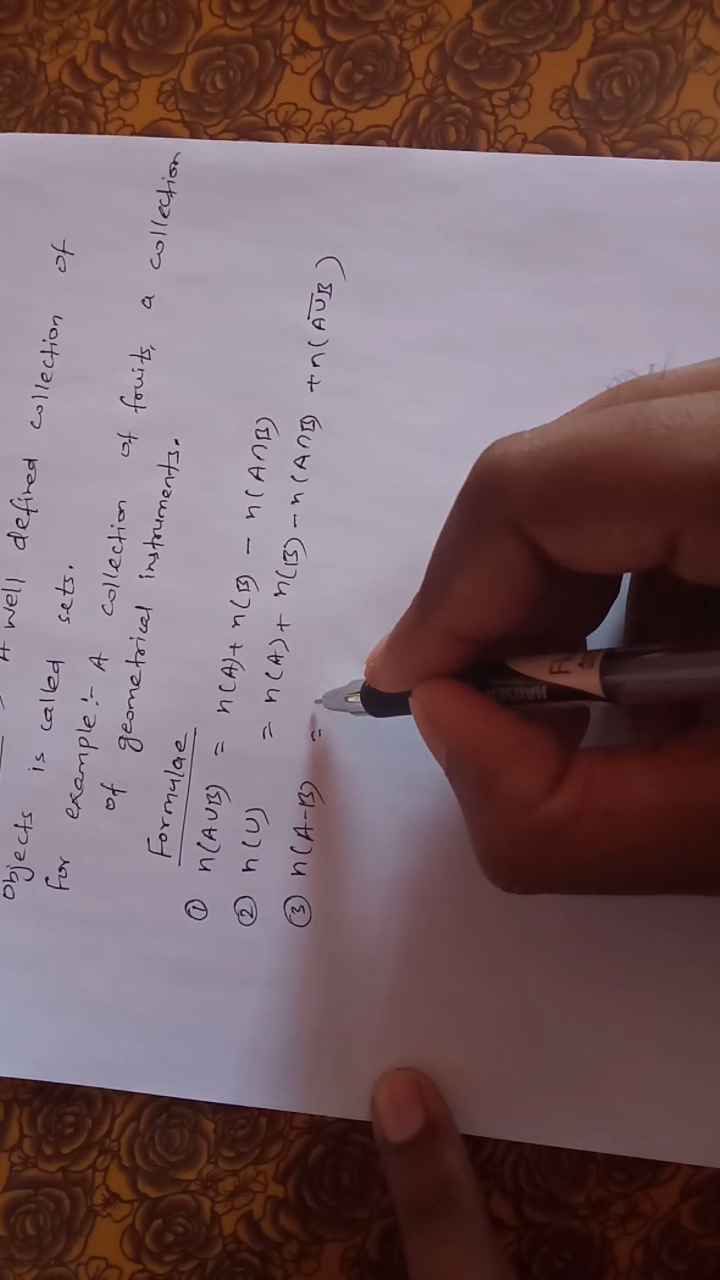 A well defined collection of
objects is called sets.
For example:- A collection of fruits, a collection
of geometrical instruments.
Formulae
① n(A∪B) = n(A) + n(B) - n(A∩B)
② n(U) = n(A) + n(B) - n(A∩B) + n(A̅∪̅B̅)
③ n(A-B) =
HAUSER